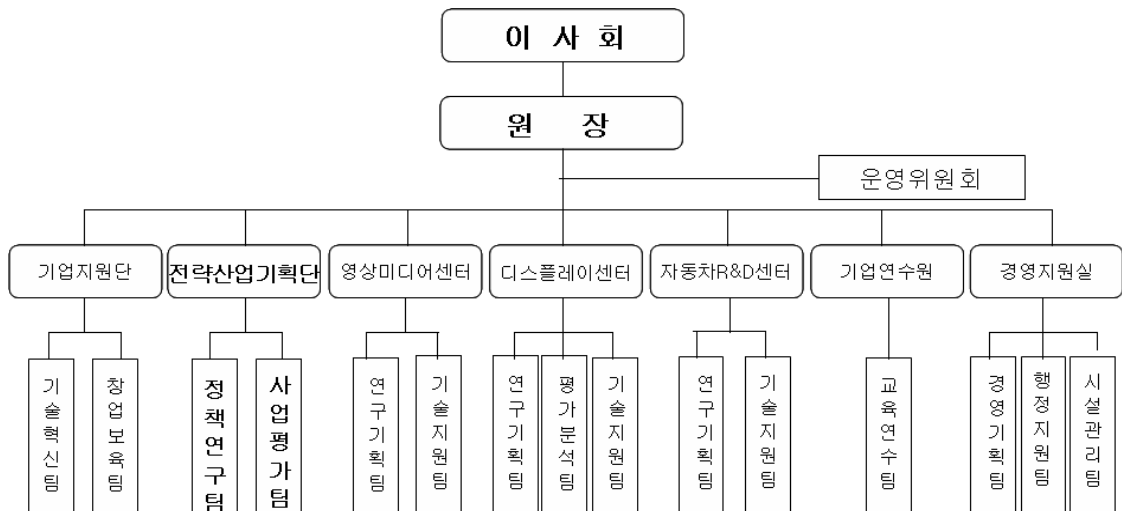 이 사 회
원 장
운영위원회
기업지원단
전략산업기획단
영상미디어센터
디스플레이센터
자동차R&D센터
기업연수원
경영지원실
기술혁신팀
창업보육팀
정책연구팀
사업평가팀
연구기획팀
기술지원팀
연구기획팀
평가분석팀
기술지원팀
연구기획팀
기술지원팀
교육연수팀
경영기획팀
행정지원팀
시설관리팀